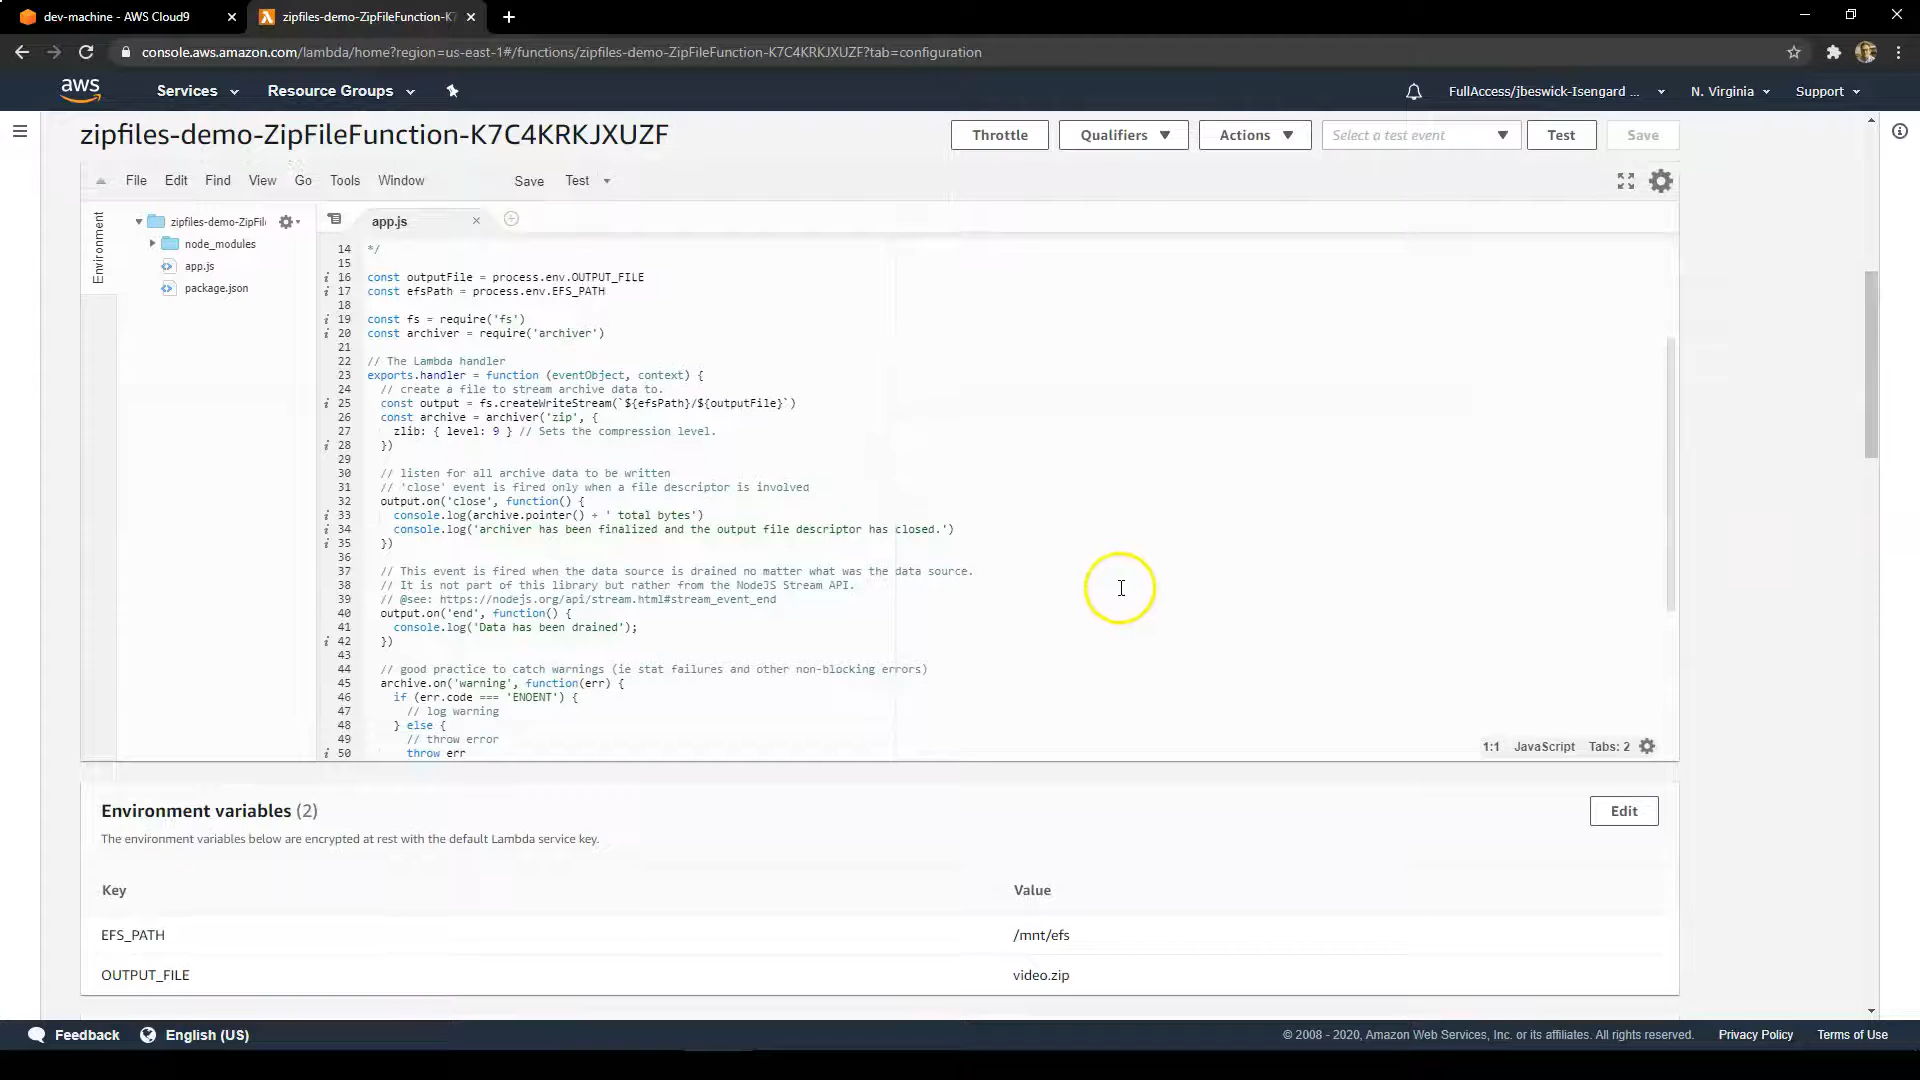 dev-machine - AWS Cloud9
zipfiles-demo-ZipFileFunction-K7
console.aws.amazon.com/lambda/home?region=us-east-1#/functions/zipfiles-demo-ZipFileFunction-K7C4KRKJXUZF?tab=configuration
aws
Services
Resource Groups
FullAccess/jbeswick-Isengard ...
N. Virginia
Support
zipfiles-demo-ZipFileFunction-K7C4KRKJXUZF
Throttle
Qualifiers
Actions
Select a test event
Test
Save
File
Edit
Find
View
Go
Tools
Window
Save
Test
Environment
zipfiles-demo-ZipFil
node_modules
app.js
package.json
app.js
14 */
15
16 const outputFile = process.env.OUTPUT_FILE
17 const efsPath = process.env.EFS_PATH
18
19 const fs = require('fs')
20 const archiver = require('archiver')
21
22 // The Lambda handler
23 exports.handler = function (eventObject, context) {
24 // create a file to stream archive data to.
25 const output = fs.createWriteStream(`${efsPath}/${outputFile}`)
26 const archive = archiver('zip', {
27 zlib: { level: 9 } // Sets the compression level.
28 })
29
30 // listen for all archive data to be written
31 // 'close' event is fired only when a file descriptor is involved
32 output.on('close', function() {
33 console.log(archive.pointer() + ' total bytes')
34 console.log('archiver has been finalized and the output file descriptor has closed.')
35 })
36
37 // This event is fired when the data source is drained no matter what was the data source.
38 // It is not part of this library but rather from the NodeJS Stream API.
39 // @see: https://nodejs.org/api/stream.html#stream_event_end
40 output.on('end', function() {
41 console.log('Data has been drained');
42 })
43
44 // good practice to catch warnings (ie stat failures and other non-blocking errors)
45 archive.on('warning', function(err) {
46 if (err.code === 'ENOENT') {
47 // log warning
48 } else {
49 // throw error
50 throw err
1:1 JavaScript Tabs: 2
Environment variables (2)
Edit
The environment variables below are encrypted at rest with the default Lambda service key.
Key Value
EFS_PATH /mnt/efs
OUTPUT_FILE video.zip
Feedback
English (US)
© 2008 - 2020, Amazon Web Services, Inc. or its affiliates. All rights reserved.
Privacy Policy
Terms of Use